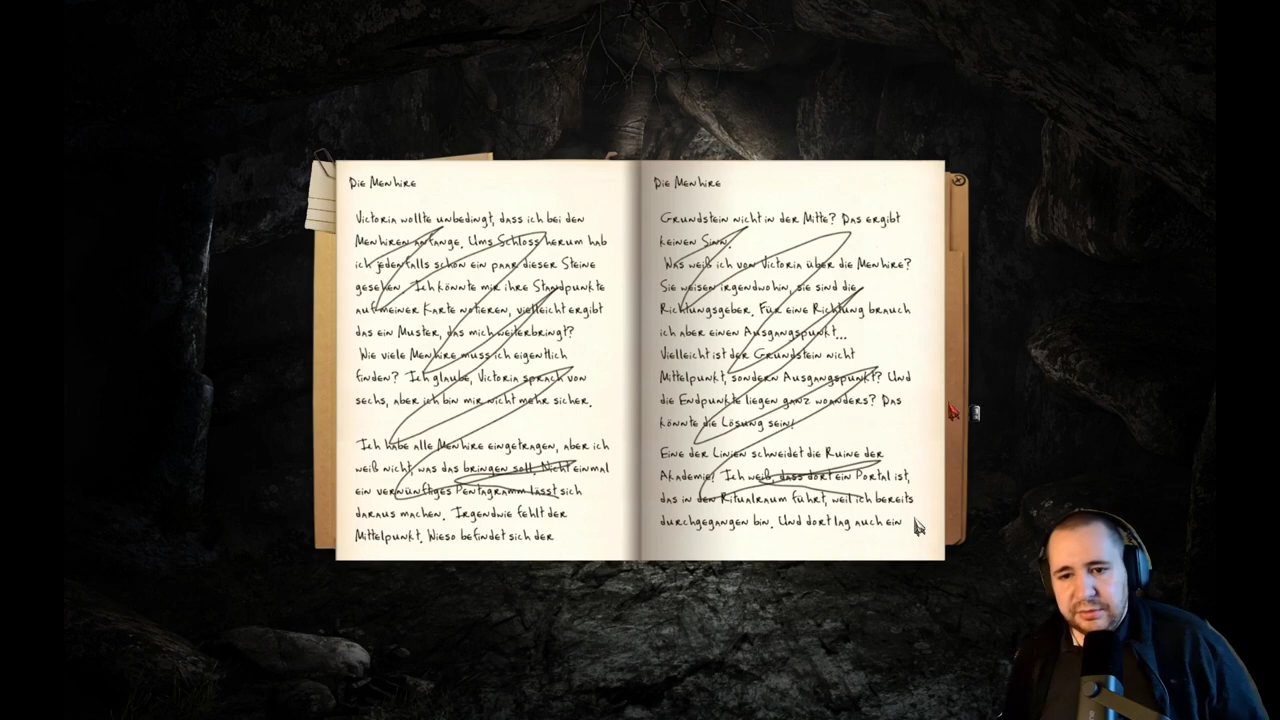 Die Menhire
Victoria wollte unbedingt, dass ich bei den
Menhiren anfange. Ums Schloss herum hab
ich jedenfalls schon ein paar dieser Steine
gesehen. Ich könnte mir ihre Standpunkte
auf meiner Karte notieren, vielleicht ergibt
das ein Muster, das mich weiterbringt?
Wie viele Menhire muss ich eigentlich
finden? Ich glaube, Victoria sprach von
sechs, aber ich bin mir nicht mehr sicher.
Ich habe alle Menhire eingetragen, aber ich
weiß nicht, was das bringen soll. Nicht einmal
ein vernünftiges Pentagramm lässt sich
daraus machen. Irgendwie fehlt der
Mittelpunkt. Wieso befindet sich der
Die Menhire
Grundstein nicht in der Mitte? Das ergibt
keinen Sinn.
Was weiß ich von Victoria über die Menhire?
Sie weisen irgendwohin, sie sind die
Richtungsgeber. Für eine Richtung brauch
ich aber einen Ausgangspunkt...
Vielleicht ist der Grundstein nicht
Mittelpunkt, sondern Ausgangspunkt? Und
die Endpunkte liegen ganz woanders? Das
könnte die Lösung sein!
Eine der Linien schneidet die Ruine der
Akademie! Ich weiß, dass dort ein Portal ist,
das in den Ritualraum führt, weil ich bereits
durchgegangen bin. Und dort lag auch ein